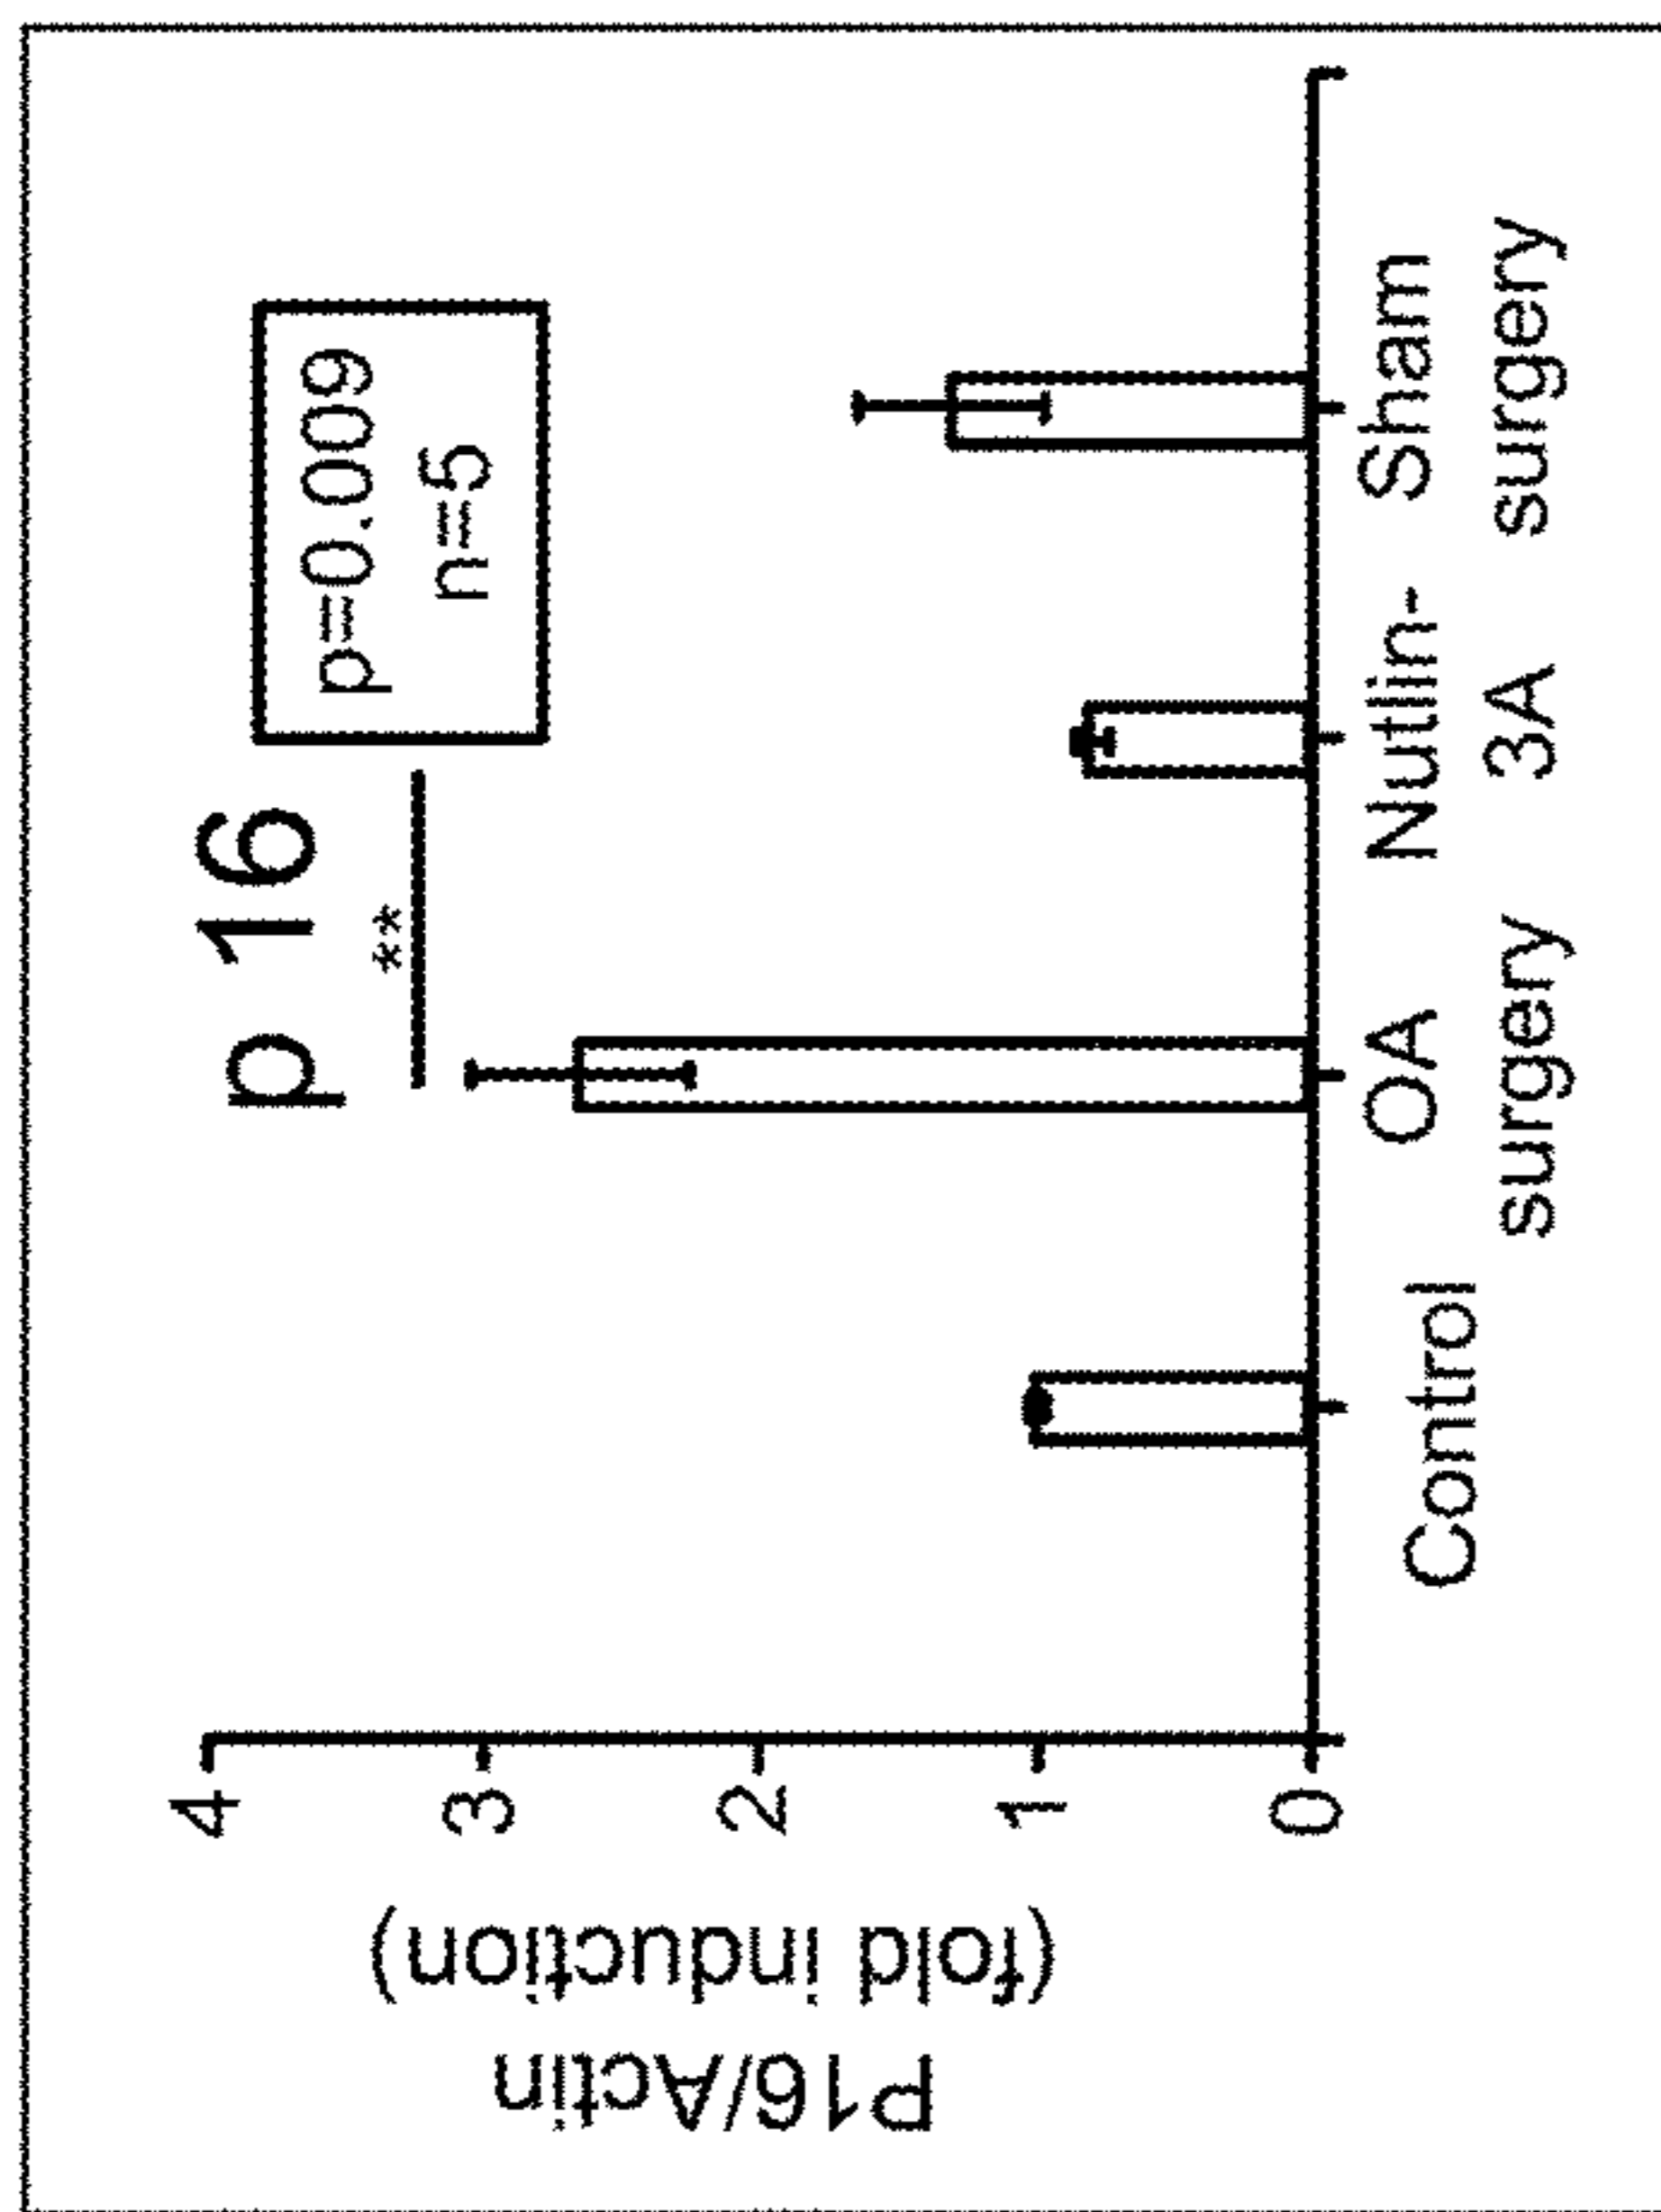 p 16
**
p=0.009
n=5
P16/Actin
(fold induction)
4
3
2
1
0
Control
OA
surgery
Nutlin-
3A
Sham
surgery